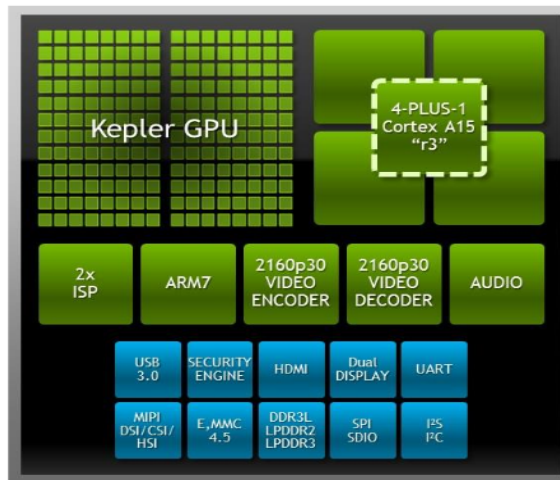 Kepler GPU
4-PLUS-1
Cortex A15
"r3"
2x
ISP
ARM7
2160p30
VIDEO
ENCODER
2160p30
VIDEO
DECODER
AUDIO
USB
3.0
SECURITY
ENGINE
HDMI
Dual
DISPLAY
UART
MIPI
DSI/CSI/
HSI
E,MMC
4.5
DDR3L
LPDDR2
LPDDR3
SPI
SDIO
I²S
I²C